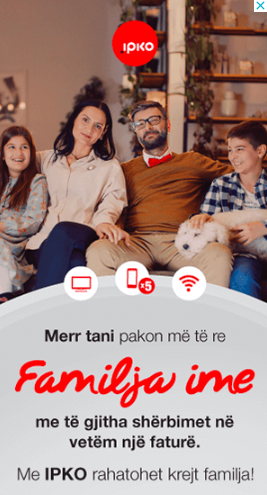 ipko
x5
Merr tani pakon më të re
Familja ime
me të gjitha shërbimet në
vetëm një faturë.
Me IPKO rahatohet krejt familja!